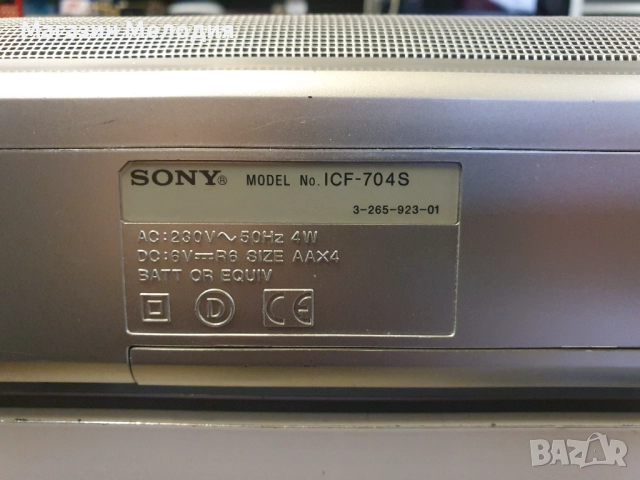 Магазин Мелодия
SONY® MODEL No. ICF-704S
3-265-923-01
AC:230V～50Hz 4W
DC:6V⎓R6 SIZE AAX4
BATT OR EQUIV
D CE
BAZAR